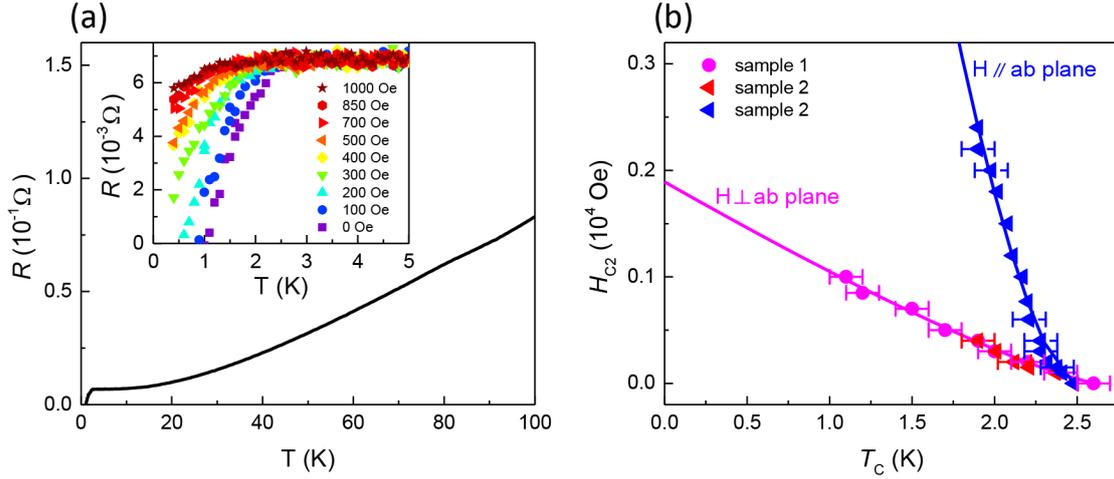 (a)
1.5
1.0
0.5
0.0
R (10⁻¹Ω)
0 20 40 60 80 100
T (K)
6
4
2
0
R (10⁻³Ω)
0 1 2 3 4 5
T (K)
1000 Oe
850 Oe
700 Oe
500 Oe
400 Oe
300 Oe
200 Oe
100 Oe
0 Oe
(b)
0.3
0.2
0.1
0.0
H_C2 (10⁴ Oe)
sample 1
sample 2
sample 2
H // ab plane
H⊥ab plane
0.0 0.5 1.0 1.5 2.0 2.5
T_C (K)